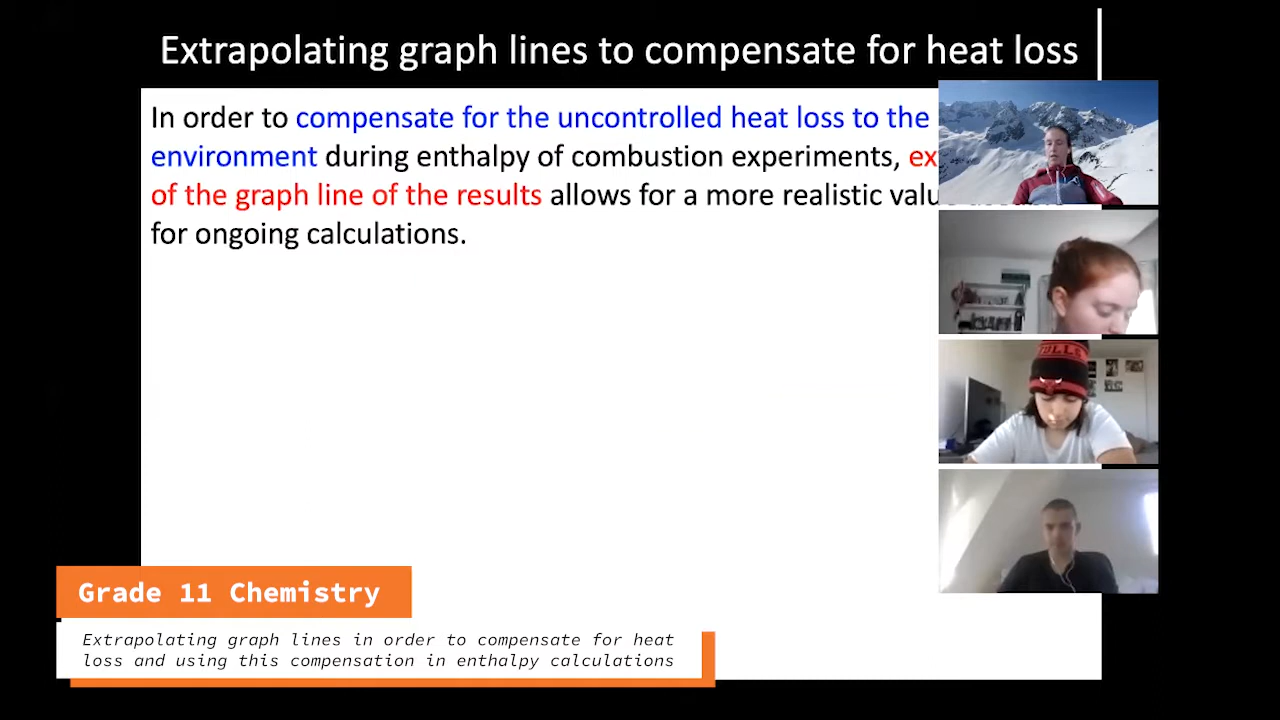 Extrapolating graph lines to compensate for heat loss
In order to compensate for the uncontrolled heat loss to the
environment during enthalpy of combustion experiments,
of the graph line of the results allows for a more realistic
for ongoing calculations.
Grade 11 Chemistry
Extrapolating graph lines in order to compensate for heat
loss and using this compensation in enthalpy calculations